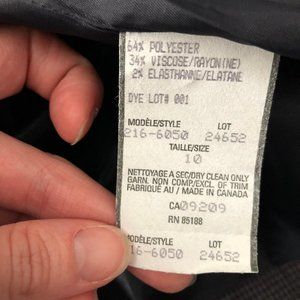 64% POLYESTER
34% VISCOSE/RAYON(NE)
2% ELASTHANNE/ELATANE
DYE LOT# 001
MODÈLE/STYLE LOT
216-6050 24652
TAILLE/SIZE
10
NETTOYAGE A SEC/DRY CLEAN ONLY
GARN. NON COMP/EXCL. OF TRIM
FABRIQUÉ AU / MADE IN CANADA
CA09209
RN 85188
MODÈLE/STYLE LOT
16-6050 24652